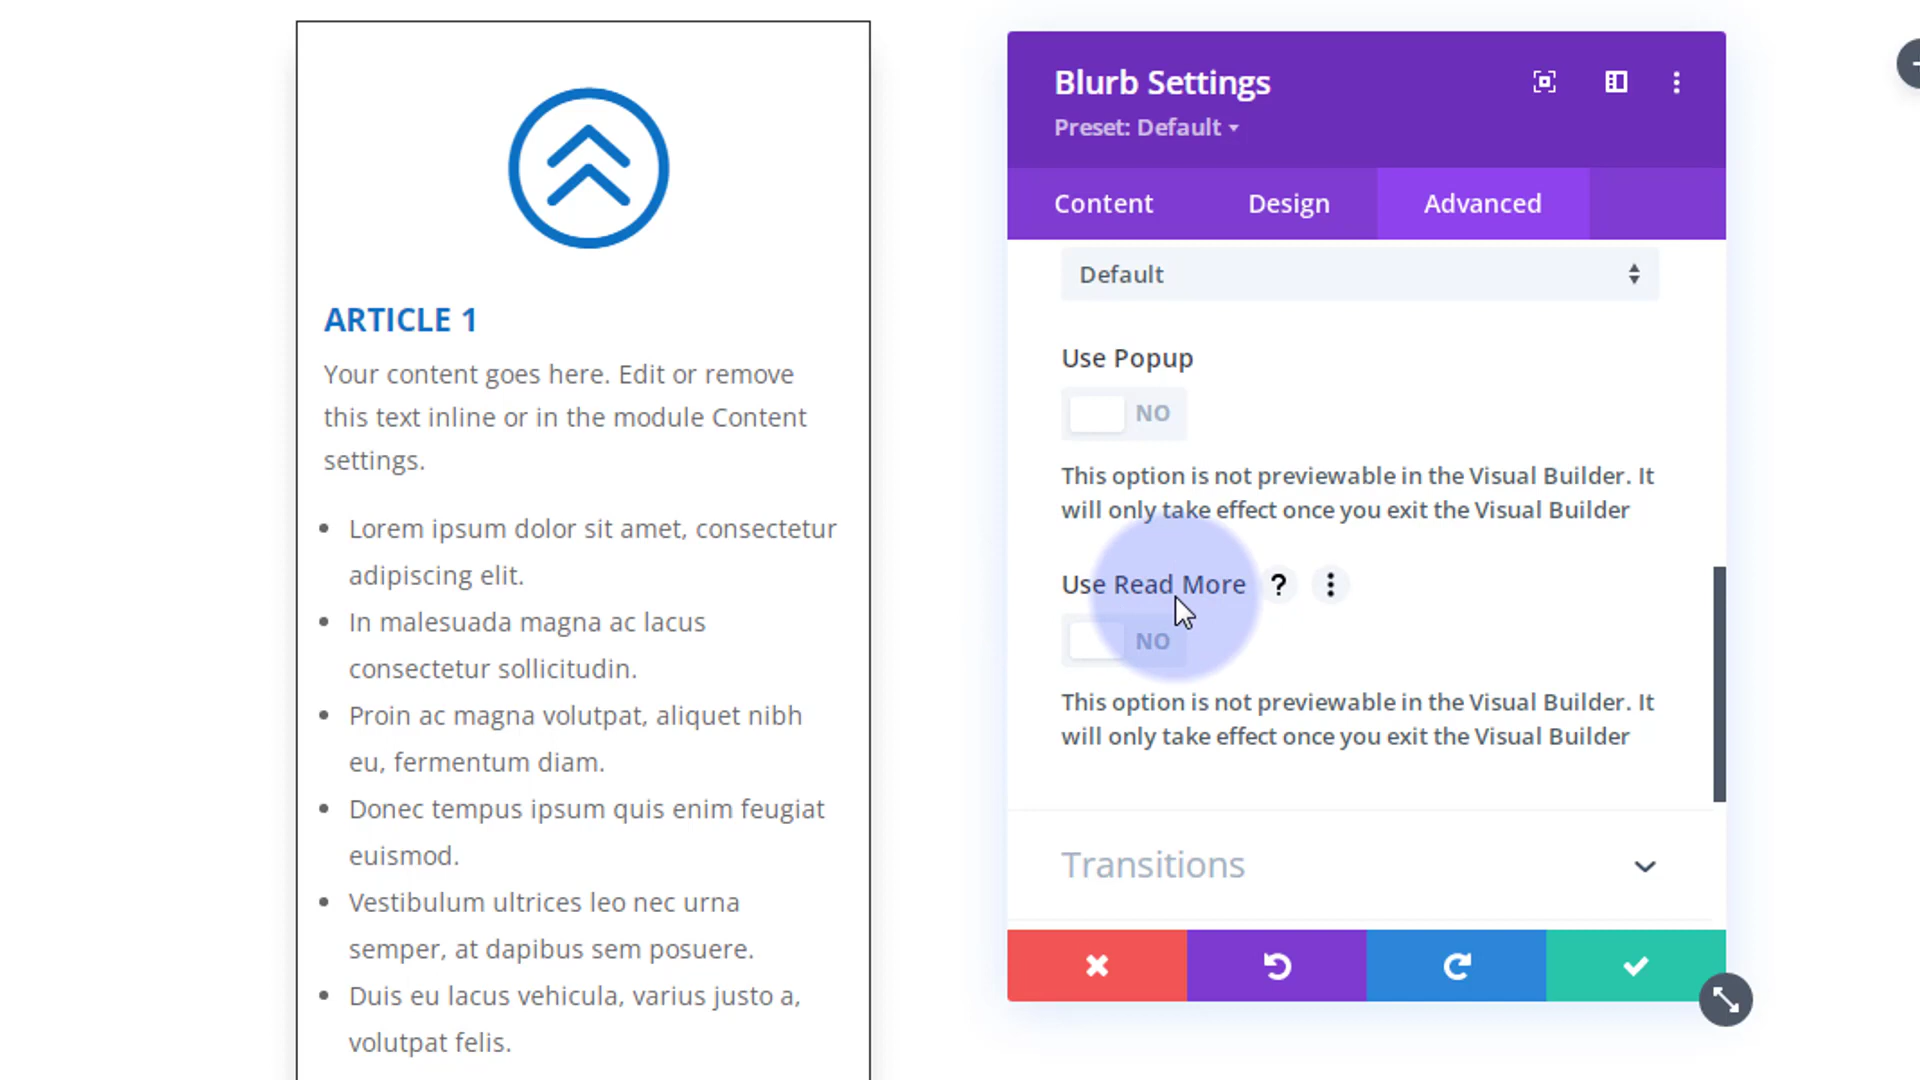 ARTICLE 1
Your content goes here. Edit or remove
this text inline or in the module Content
settings.
• Lorem ipsum dolor sit amet, consectetur
adipiscing elit.
• In malesuada magna ac lacus
consectetur sollicitudin.
• Proin ac magna volutpat, aliquet nibh
eu, fermentum diam.
• Donec tempus ipsum quis enim feugiat
euismod.
• Vestibulum ultrices leo nec urna
semper, at dapibus sem posuere.
• Duis eu lacus vehicula, varius justo a,
volutpat felis.
Blurb Settings
Preset: Default
Content Design Advanced
Default
Use Popup
NO
This option is not previewable in the Visual Builder. It
will only take effect once you exit the Visual Builder
Use Read More ?
NO
This option is not previewable in the Visual Builder. It
will only take effect once you exit the Visual Builder
Transitions